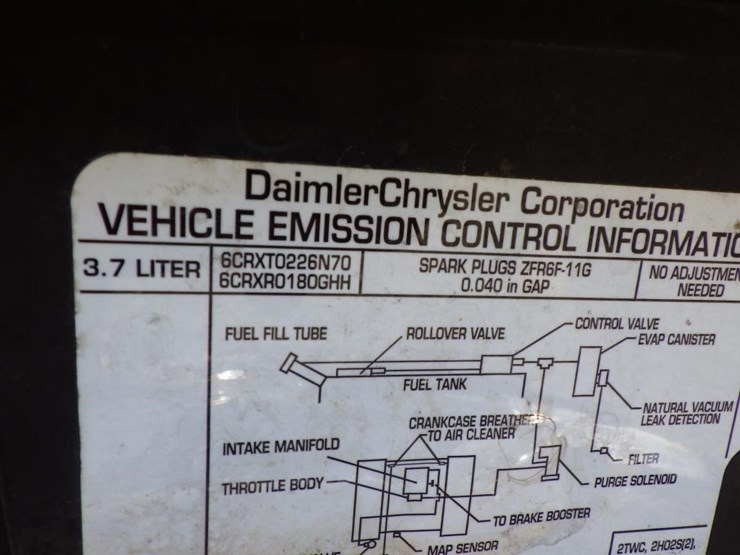 DaimlerChrysler Corporation
VEHICLE EMISSION CONTROL INFORMATIO
3.7 LITER
6CRXT0226N70
6CRXR0180GHH
SPARK PLUGS ZFR6F-11G
0.040 in GAP
NO ADJUSTMEN
NEEDED
FUEL FILL TUBE
ROLLOVER VALVE
CONTROL VALVE
EVAP CANISTER
FUEL TANK
NATURAL VACUUM
LEAK DETECTION
CRANKCASE BREATHE
TO AIR CLEANER
INTAKE MANIFOLD
FILTER
PURGE SOLENOID
THROTTLE BODY
TO BRAKE BOOSTER
MAP SENSOR
2TWC, 2HO2S(2),